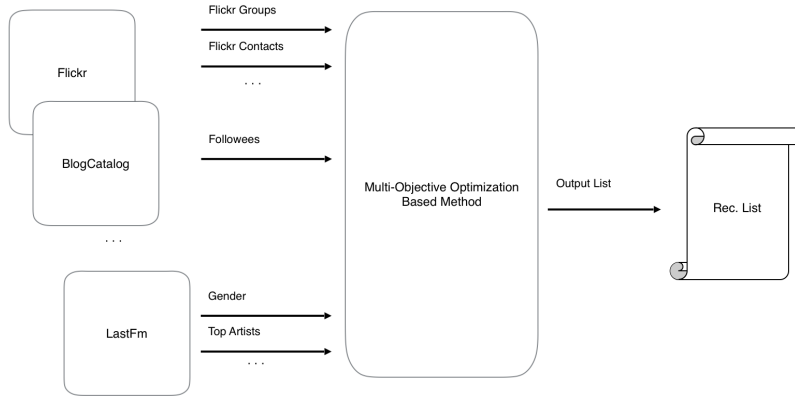 Flickr Groups
Flickr Contacts
. . .
Flickr
Followees
BlogCatalog
. . .
Multi-Objective Optimization
Based Method
Output List
Rec. List
Gender
Top Artists
. . .
LastFm